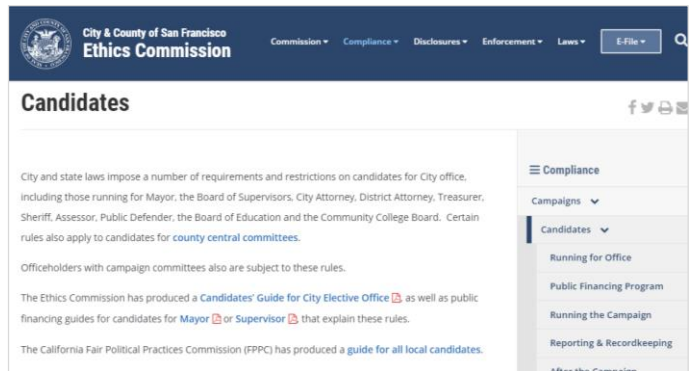 City & County of San Francisco
Ethics Commission
Commission
Compliance
Disclosures
Enforcement
Laws
E-File
Candidates
City and state laws impose a number of requirements and restrictions on candidates for City office,
including those running for Mayor, the Board of Supervisors, City Attorney, District Attorney, Treasurer,
Sheriff, Assessor, Public Defender, the Board of Education and the Community College Board. Certain
rules also apply to candidates for county central committees.
Officeholders with campaign committees also are subject to these rules.
The Ethics Commission has produced a Candidates' Guide for City Elective Office, as well as public
financing guides for candidates for Mayor or Supervisor, that explain these rules.
The California Fair Political Practices Commission (FPPC) has produced a guide for all local candidates.
Compliance
Campaigns
Candidates
Running for Office
Public Financing Program
Running the Campaign
Reporting & Recordkeeping
After the Campaign